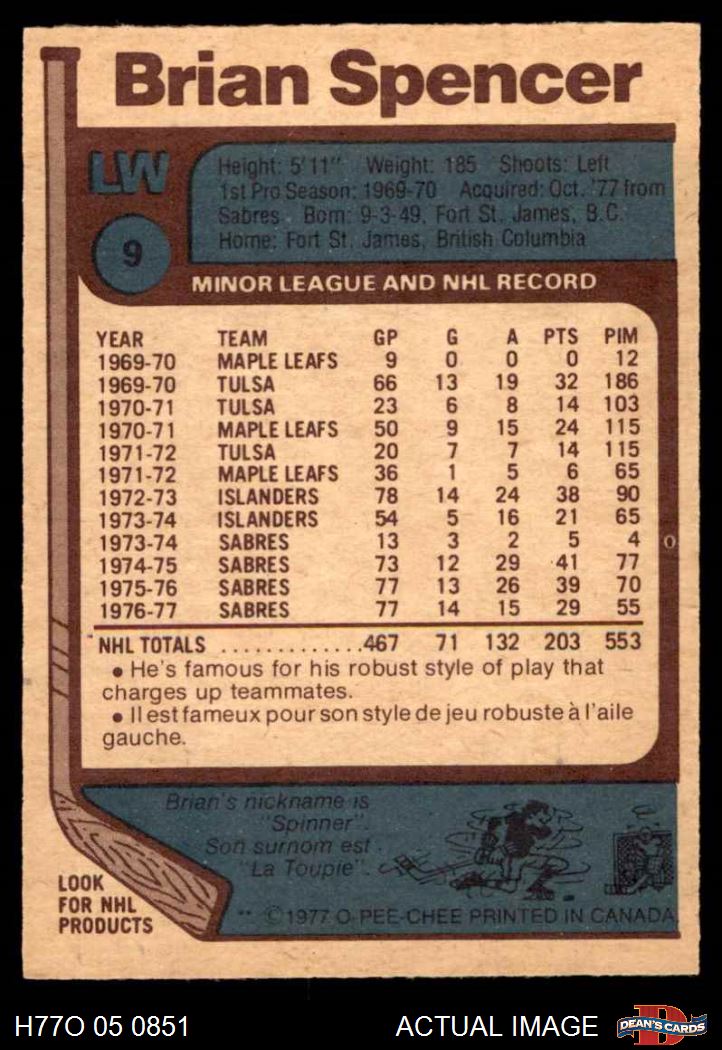 Brian Spencer
LW
9
Height: 5'11" Weight: 185 Shoots: Left
1st Pro Season: 1969-70 Acquired: Oct. '77 from
Sabres Born: 9-3-49, Fort St. James, B.C.
Home: Fort St. James, British Columbia
MINOR LEAGUE AND NHL RECORD
YEAR TEAM GP G A PTS PIM
1969-70 MAPLE LEAFS 9 0 0 0 12
1969-70 TULSA 66 13 19 32 186
1970-71 TULSA 23 6 8 14 103
1970-71 MAPLE LEAFS 50 9 15 24 115
1971-72 TULSA 20 7 7 14 115
1971-72 MAPLE LEAFS 36 1 5 6 65
1972-73 ISLANDERS 78 14 24 38 90
1973-74 ISLANDERS 54 5 16 21 65
1973-74 SABRES 13 3 2 5 4
1974-75 SABRES 73 12 29 41 77
1975-76 SABRES 77 13 26 39 70
1976-77 SABRES 77 14 15 29 55
NHL TOTALS .............467 71 132 203 553
• He's famous for his robust style of play that
charges up teammates.
• Il est fameux pour son style de jeu robuste à l'aile
gauche.
Brian's nickname is
"Spinner".
Son surnom est
"La Toupie".
LOOK
FOR NHL
PRODUCTS
** ©1977 O-PEE-CHEE PRINTED IN CANADA
H77O 05 0851
ACTUAL IMAGE
D
DEAN'S CARDS